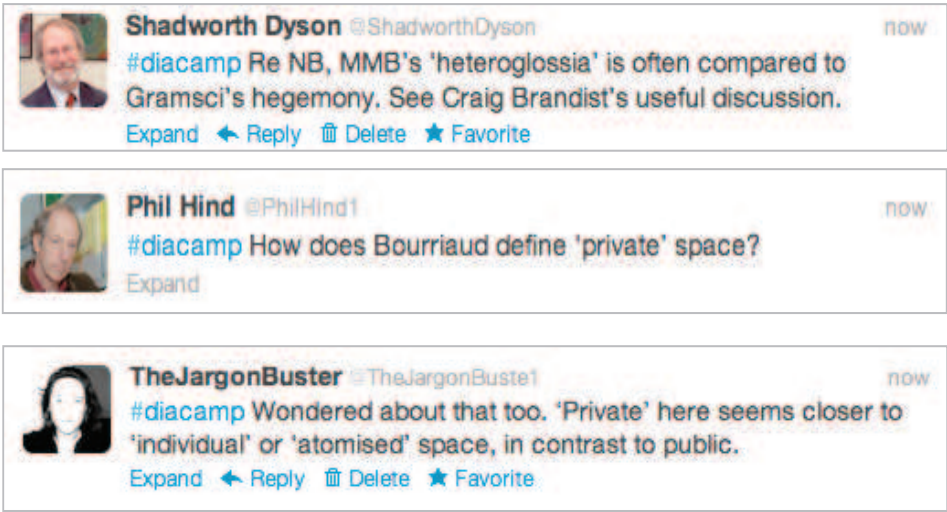 Shadworth Dyson @ShadworthDyson now
#diacamp Re NB, MMB's 'heteroglossia' is often compared to
Gramsci's hegemony. See Craig Brandist's useful discussion.
Expand Reply Delete Favorite
Phil Hind @PhilHind1 now
#diacamp How does Bourriaud define 'private' space?
Expand
TheJargonBuster @TheJargonBuste1 now
#diacamp Wondered about that too. 'Private' here seems closer to
'individual' or 'atomised' space, in contrast to public.
Expand Reply Delete Favorite